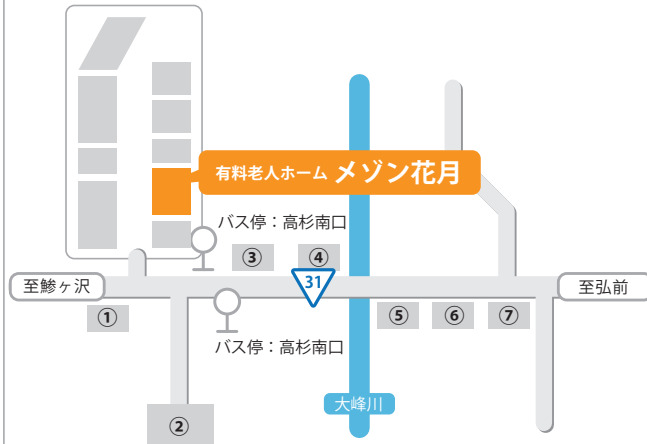 有料老人ホーム メゾン花月
バス停：高杉南口
③
④
31
至鰺ヶ沢
至弘前
①
⑤
⑥
⑦
バス停：高杉南口
大峰川
②